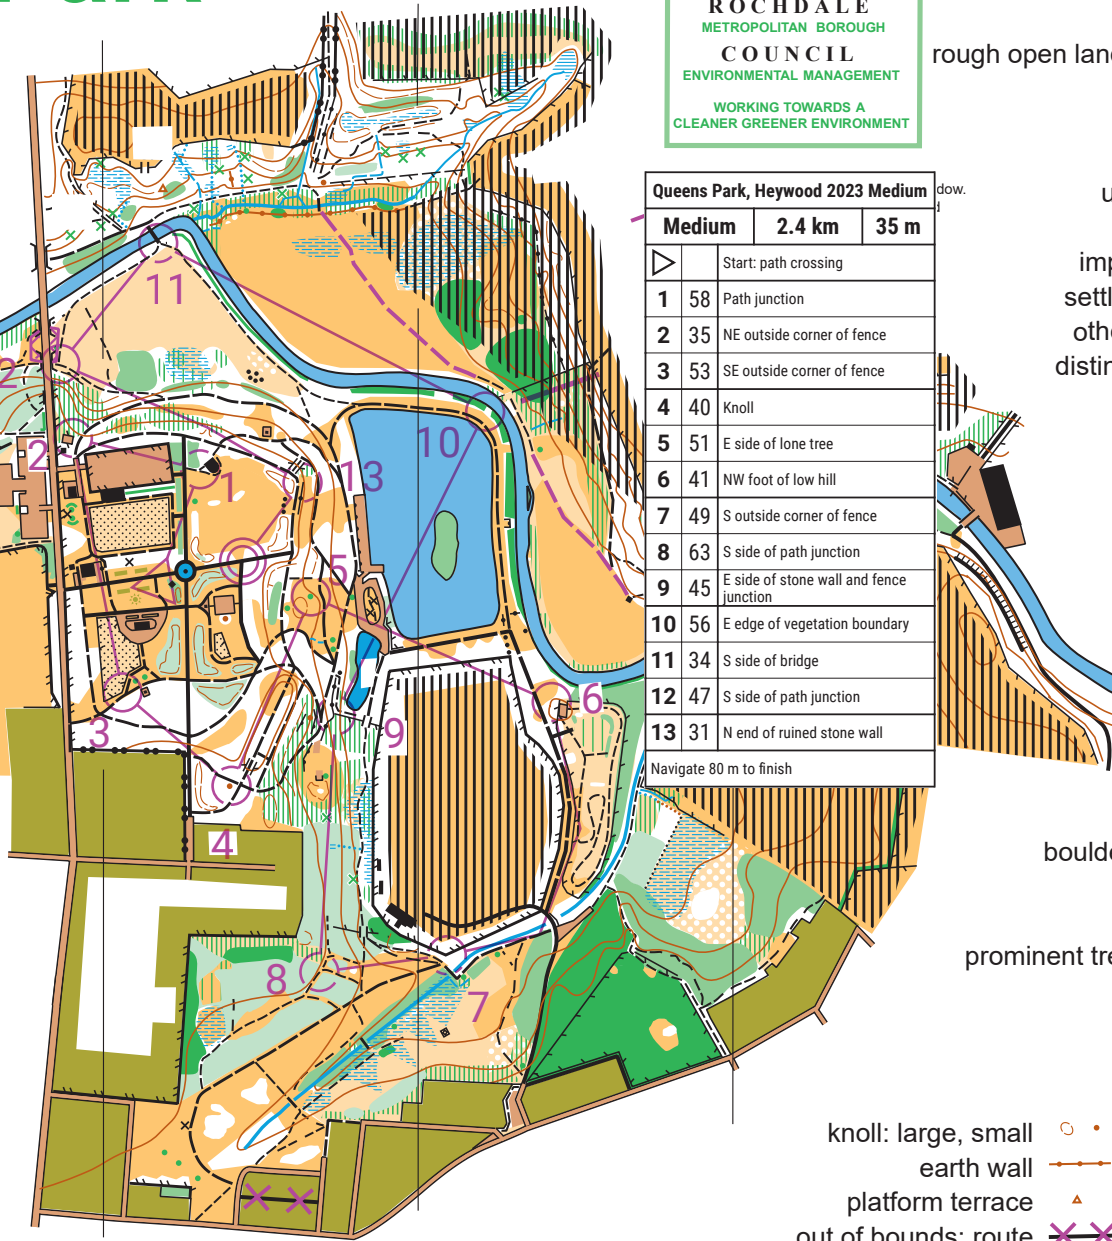 ROCHDALE
METROPOLITAN BOROUGH
COUNCIL
ENVIRONMENTAL MANAGEMENT
WORKING TOWARDS A
CLEANER GREENER ENVIRONMENT
rough open lan
Queens Park, Heywood 2023 Medium
dow.
Medium 2.4 km 35 m
Start: path crossing
1 58 Path junction
2 35 NE outside corner of fence
3 53 SE outside corner of fence
4 40 Knoll
5 51 E side of lone tree
6 41 NW foot of low hill
7 49 S outside corner of fence
8 63 S side of path junction
9 45 E side of stone wall and fence
junction
10 56 E edge of vegetation boundary
11 34 S side of bridge
12 47 S side of path junction
13 31 N end of ruined stone wall
Navigate 80 m to finish
u
imp
settl
oth
distin
11
2
10
2
1
13
5
6
3
9
4
8
7
bould
prominent tre
knoll: large, small
earth wall
platform terrace
out of bounds: route